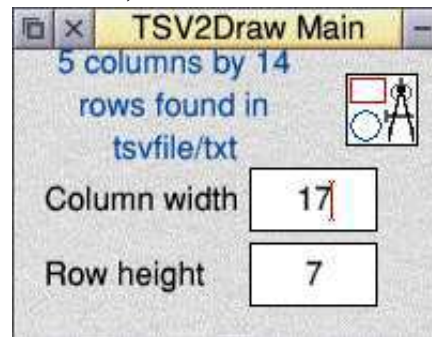 TSV2Draw Main
5 columns by 14
rows found in
tsvfile/txt
Column width 17
Row height 7